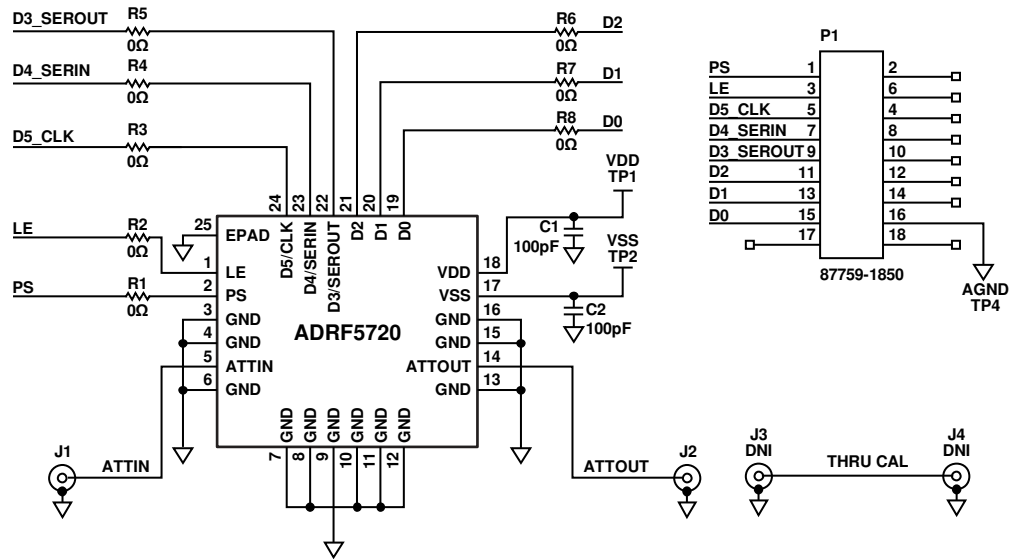 D3_SEROUT R5 0Ω
D4_SERIN R4 0Ω
D5_CLK R3 0Ω
LE R2 0Ω
PS R1 0Ω
R6 0Ω D2
R7 0Ω D1
R8 0Ω D0
VDD
TP1
C1
100pF
VSS
TP2
C2
100pF
24 23 22 21 20 19
D5/CLK D4/SERIN D3/SEROUT D2 D1 D0
25 EPAD
1 LE
2 PS
3 GND
4 GND
5 ATTIN
6 GND
ADRF5720
VDD 18
VSS 17
GND 16
GND 15
ATTOUT 14
GND 13
GND GND GND GND GND GND
7 8 9 10 11 12
J1
ATTIN
ATTOUT
J2
P1
PS 1 2
LE 3 6
D5_CLK 5 4
D4_SERIN 7 8
D3_SEROUT 9 10
D2 11 12
D1 13 14
D0 15 16
17 18
87759-1850
AGND
TP4
J3
DNI
THRU CAL
J4
DNI